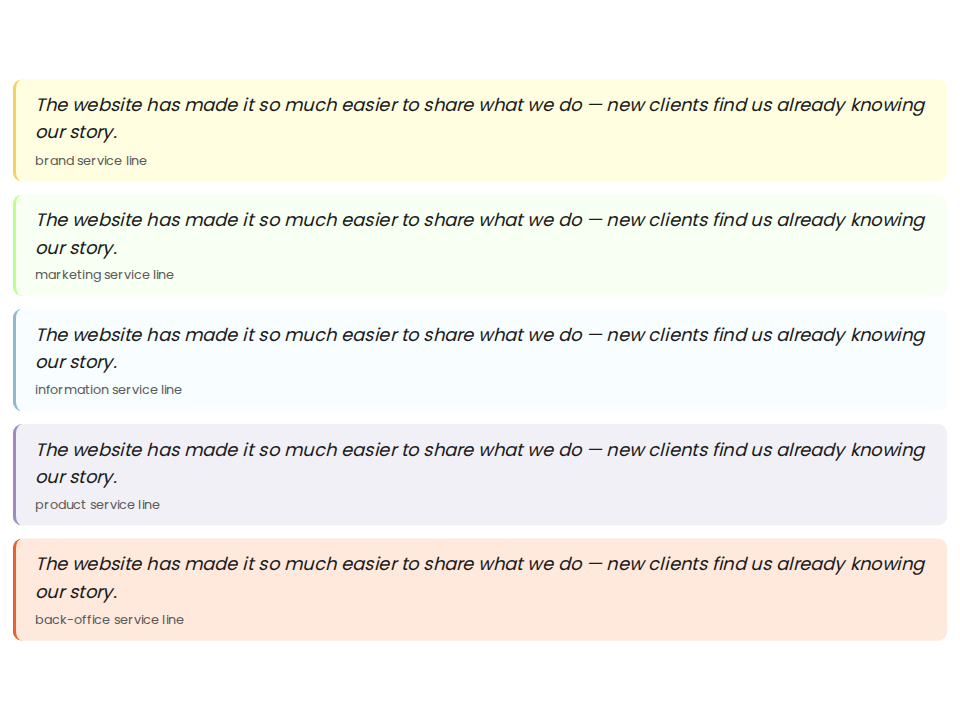 The website has made it so much easier to share what we do — new clients find us already knowing
our story.
brand service line
The website has made it so much easier to share what we do — new clients find us already knowing
our story.
marketing service line
The website has made it so much easier to share what we do — new clients find us already knowing
our story.
information service line
The website has made it so much easier to share what we do — new clients find us already knowing
our story.
product service line
The website has made it so much easier to share what we do — new clients find us already knowing
our story.
back-office service line